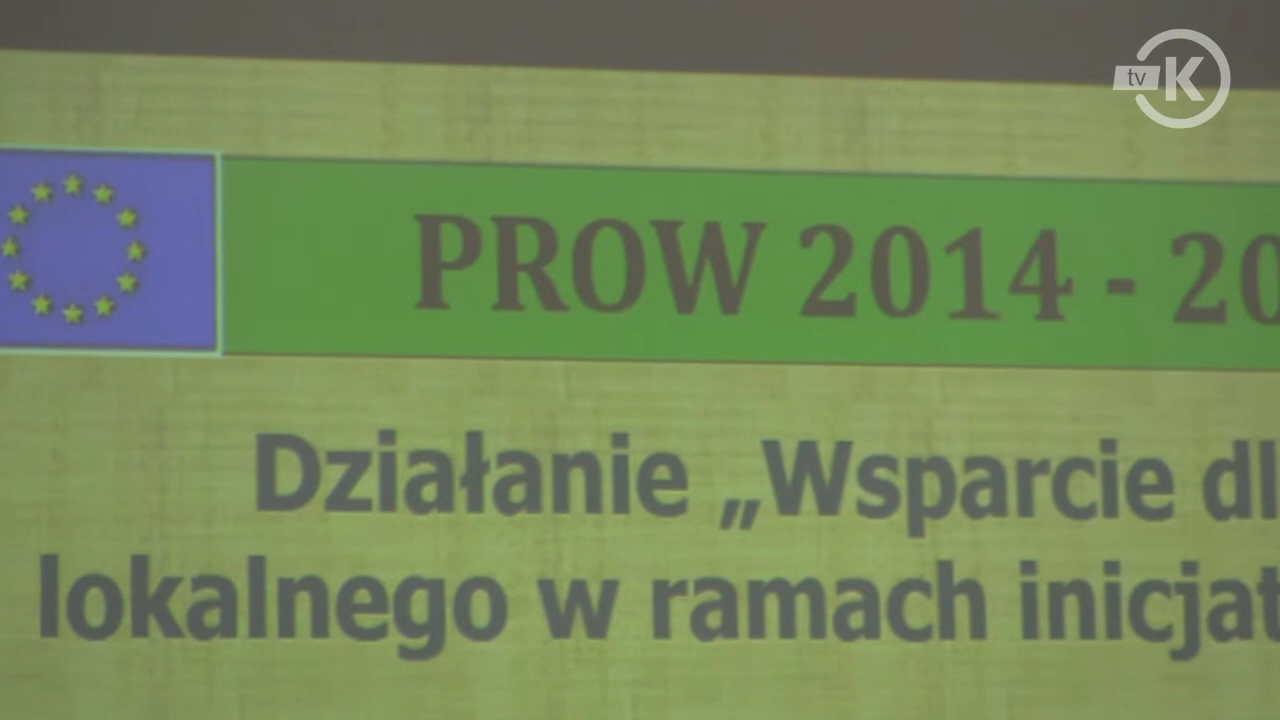 tv K
PROW 2014 - 20
Działanie „Wsparcie dl
lokalnego w ramach inicjat